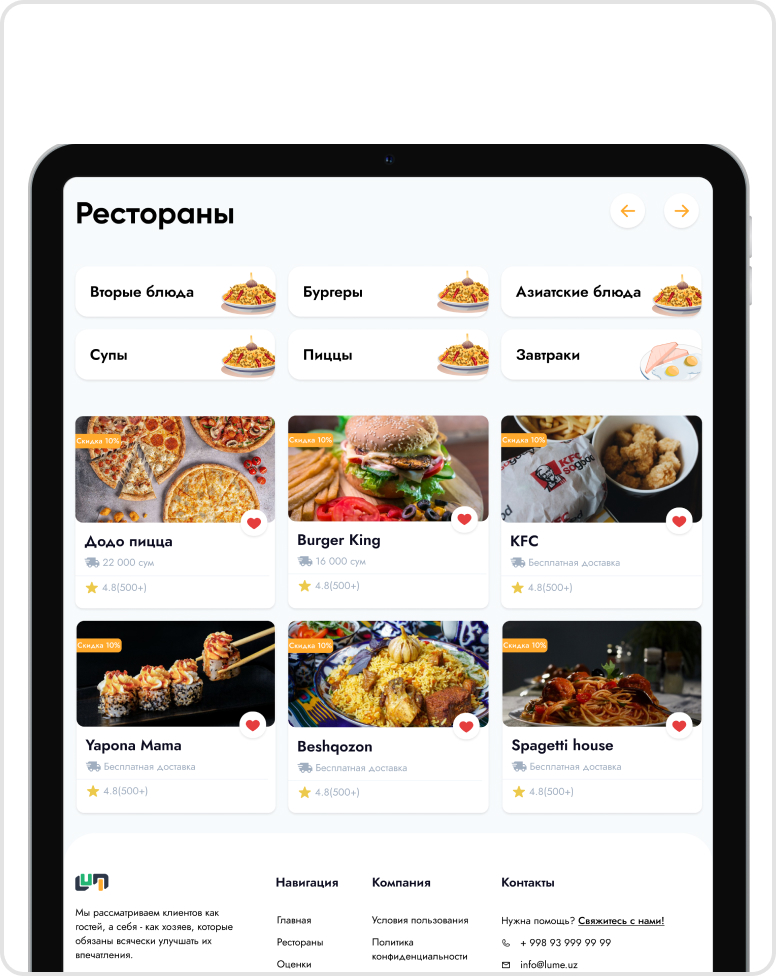 Рестораны
Вторые блюда
Бургеры
Азиатские блюда
Супы
Пиццы
Завтраки
Скидка 10%
Скидка 10%
Скидка 10%
KFC
so good
Додо пицца
Burger King
KFC
22 000 сум
16 000 сум
Бесплатная доставка
4.8(500+)
4.8(500+)
4.8(500+)
Скидка 10%
Скидка 10%
Скидка 10%
Yapona Mama
Beshqozon
Spagetti house
Бесплатная доставка
Бесплатная доставка
Бесплатная доставка
4.8(500+)
4.8(500+)
4.8(500+)
Мы рассматриваем клиентов как
гостей, а себя - как хозяев, которые
обязаны всячески улучшать их
впечатления.
Навигация
Главная
Рестораны
Оценки
Компания
Условия пользования
Политика
конфиденциальности
Контакты
Нужна помощь? Свяжитесь с нами!
+ 998 93 999 99 99
info@lume.uz